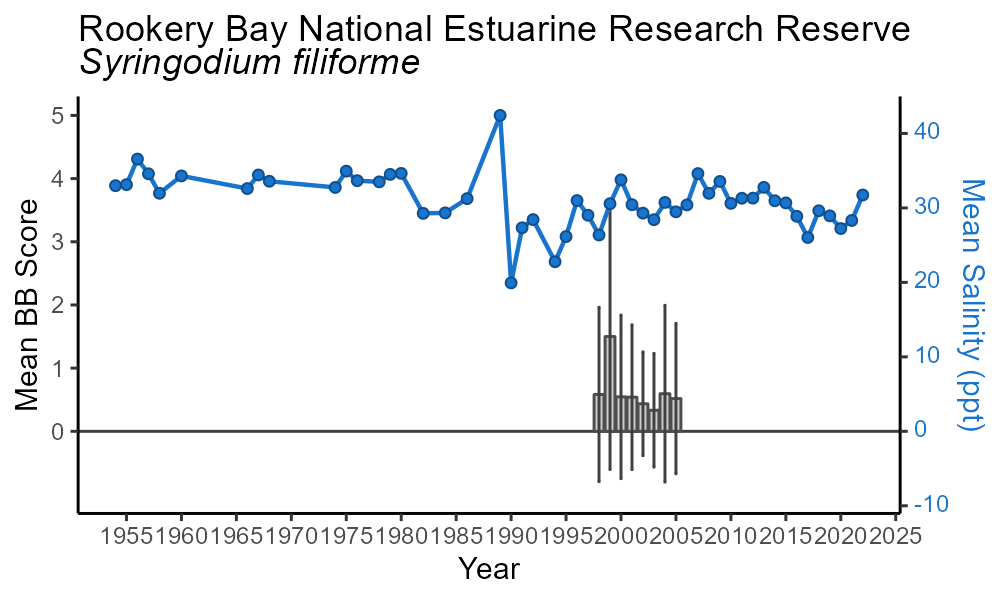 Rookery Bay National Estuarine Research Reserve
Syringodium filiforme
Mean BB Score
5
4
3
2
1
0
Mean Salinity (ppt)
40
30
20
10
0
-10
1955 1960 1965 1970 1975 1980 1985 1990 1995 2000 2005 2010 2015 2020 2025
Year